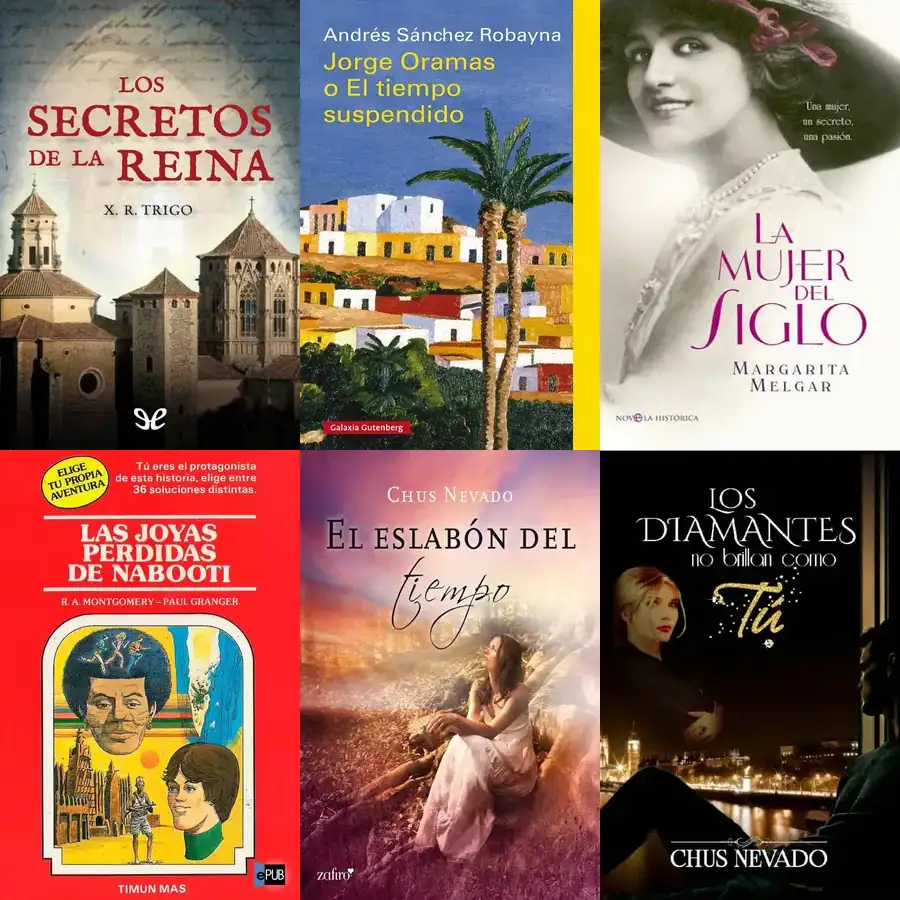 LOS
SECRETOS
DE LA REINA
X. R. TRIGO
Andrés Sánchez Robayna
Jorge Oramas
o El tiempo
suspendido
Galaxia Gutenberg
Una mujer,
un secreto,
una pasión.
LA
MUJER
DEL
SIGLO
MARGARITA
MELGAR
NOVELA HISTÓRICA
ELIGE
TU PROPIA
AVENTURA
Tú eres el protagonista
de esta historia, elige entre
36 soluciones distintas.
LAS JOYAS
PERDIDAS
DE NABOOTI
R.A. MONTGOMERY – PAUL GRANGER
TIMUN MAS
ePUB
CHUS NEVADO
EL ESLABÓN DEL
tiempo
zafiro
LOS
DIAMANTES
no brillan como
Tú
CHUS NEVADO